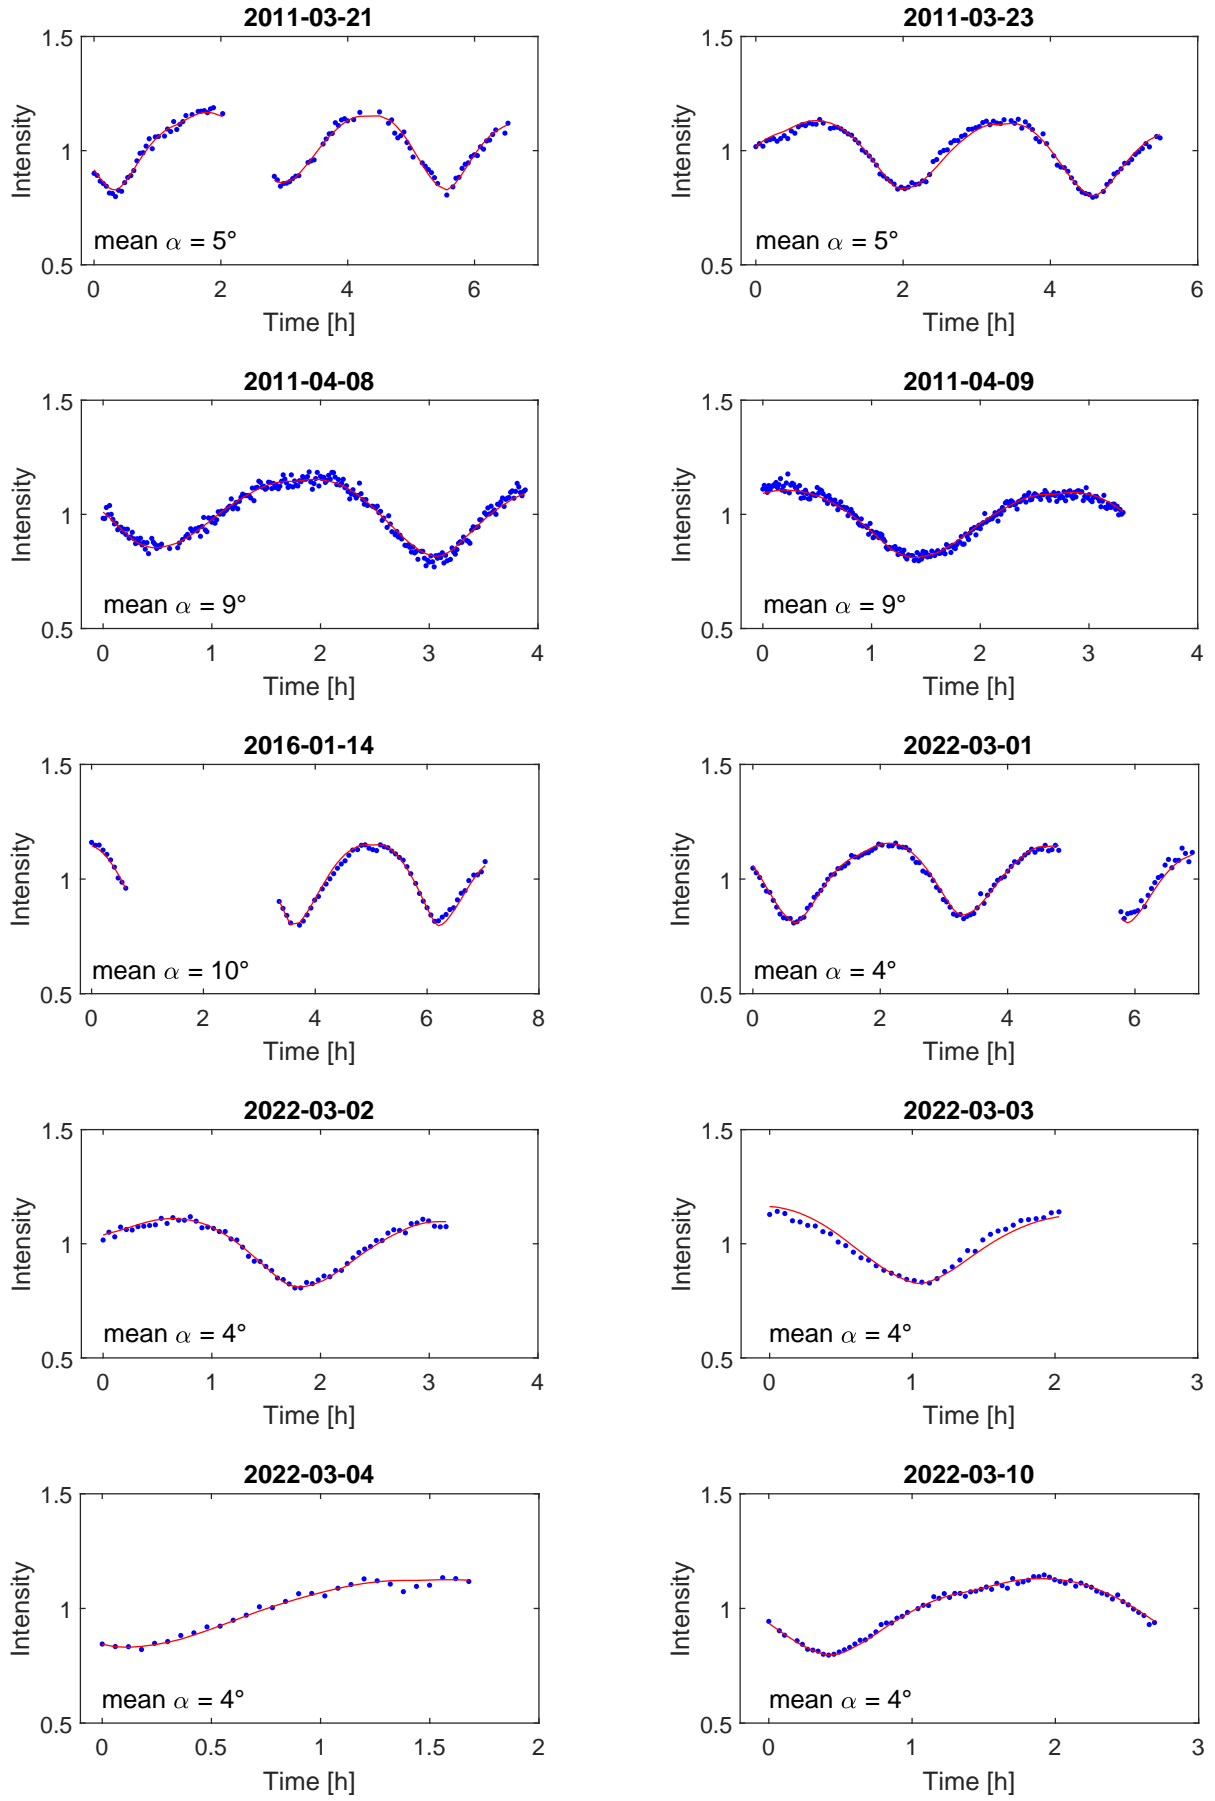 2011-03-21
1.5
1
0.5
Intensity
mean α = 5°
0 2 4 6
Time [h]
2011-03-23
1.5
1
0.5
Intensity
mean α = 5°
0 2 4 6
Time [h]
2011-04-08
1.5
1
0.5
Intensity
mean α = 9°
0 1 2 3 4
Time [h]
2011-04-09
1.5
1
0.5
Intensity
mean α = 9°
0 1 2 3 4
Time [h]
2016-01-14
1.5
1
0.5
Intensity
mean α = 10°
0 2 4 6 8
Time [h]
2022-03-01
1.5
1
0.5
Intensity
mean α = 4°
0 2 4 6
Time [h]
2022-03-02
1.5
1
0.5
Intensity
mean α = 4°
0 1 2 3 4
Time [h]
2022-03-03
1.5
1
0.5
Intensity
mean α = 4°
0 1 2 3
Time [h]
2022-03-04
1.5
1
0.5
Intensity
mean α = 4°
0 0.5 1 1.5 2
Time [h]
2022-03-10
1.5
1
0.5
Intensity
mean α = 4°
0 1 2 3
Time [h]